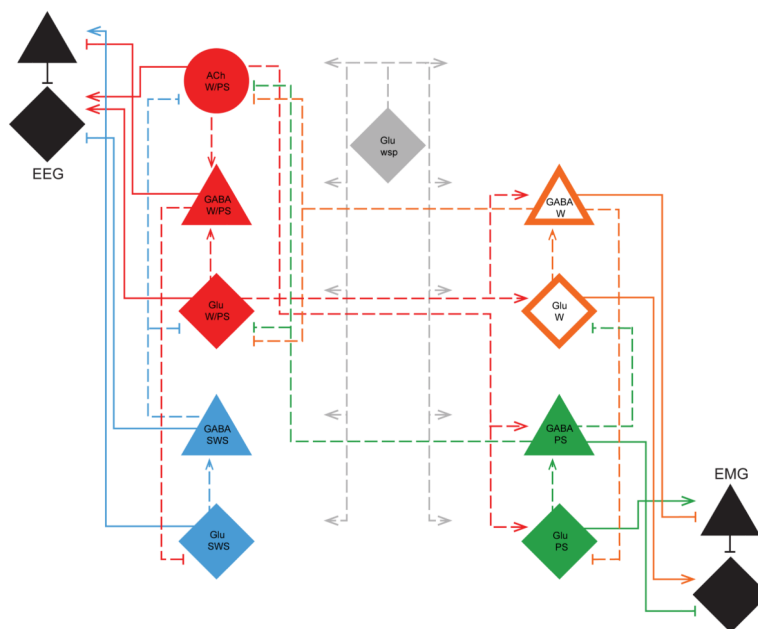 ACh
W/PS
EEG
Glu
wsp
GABA
W/PS
GABA
W
Glu
W/PS
Glu
W
GABA
SWS
GABA
PS
EMG
Glu
SWS
Glu
PS